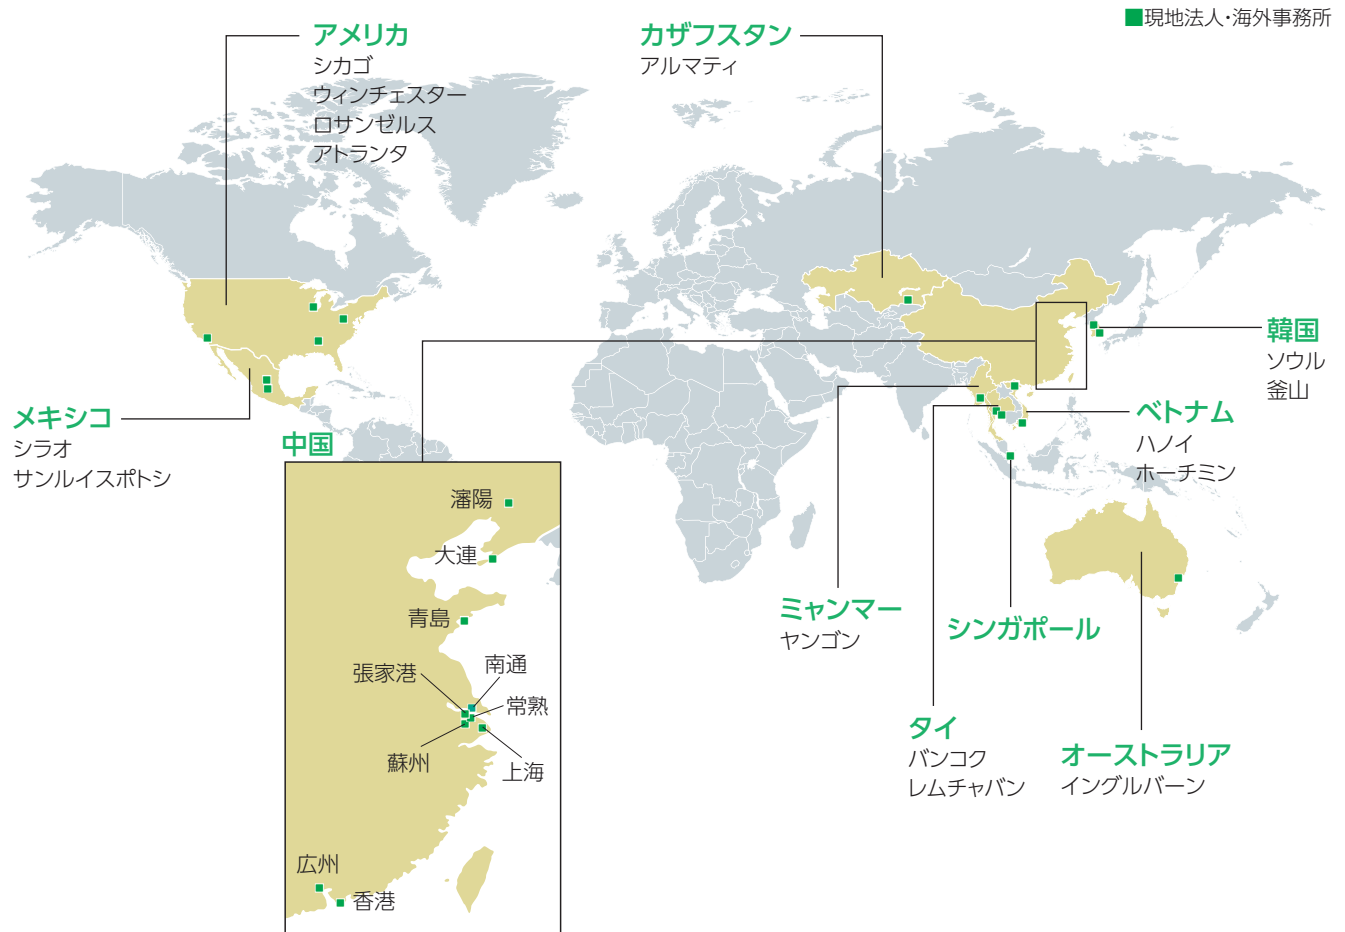 ■現地法人・海外事務所
アメリカ
シカゴ
ウィンチェスター
ロサンゼルス
アトランタ
カザフスタン
アルマティ
韓国
ソウル
釜山
メキシコ
シラオ
サンルイスポトシ
ベトナム
ハノイ
ホーチミン
中国
瀋陽
大連
青島
張家港
南通
常熟
蘇州
上海
広州
香港
ミャンマー
ヤンゴン
シンガポール
タイ
バンコク
レムチャバン
オーストラリア
イングルバーン